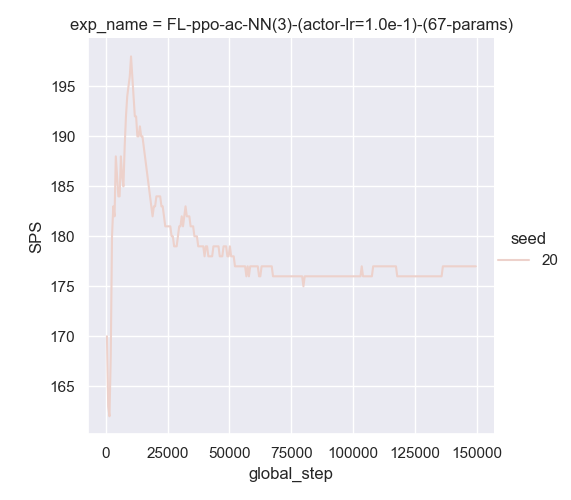 exp_name = FL-ppo-ac-NN(3)-(actor-lr=1.0e-1)-(67-params)
195
190
185
180
175
170
165
SPS
seed
20
0 25000 50000 75000 100000 125000 150000
global_step